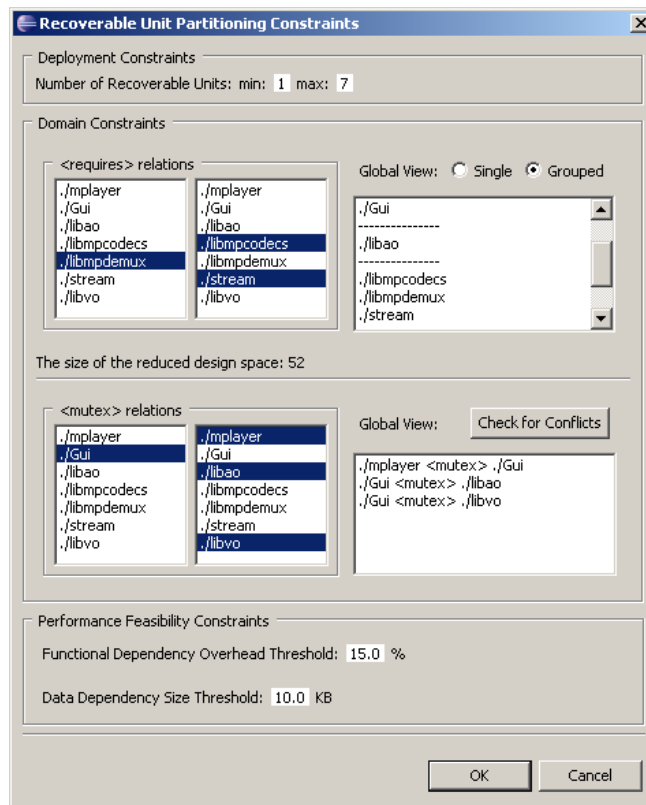 Recoverable Unit Partitioning Constraints
Deployment Constraints
Number of Recoverable Units: min: 1 max: 7
Domain Constraints
<requires> relations
./mplayer
./Gui
./libao
./libmpcodecs
./libmpdemux
./stream
./libvo
./mplayer
./Gui
./libao
./libmpcodecs
./libmpdemux
./stream
./libvo
Global View: Single Grouped
./Gui
---------------
./libao
---------------
./libmpcodecs
./libmpdemux
./stream
The size of the reduced design space: 52
<mutex> relations
./mplayer
./Gui
./libao
./libmpcodecs
./libmpdemux
./stream
./libvo
./mplayer
./Gui
./libao
./libmpcodecs
./libmpdemux
./stream
./libvo
Global View: Check for Conflicts
./mplayer <mutex> ./Gui
./Gui <mutex> ./libao
./Gui <mutex> ./libvo
Performance Feasibility Constraints
Functional Dependency Overhead Threshold: 15.0 %
Data Dependency Size Threshold: 10.0 KB
OK Cancel